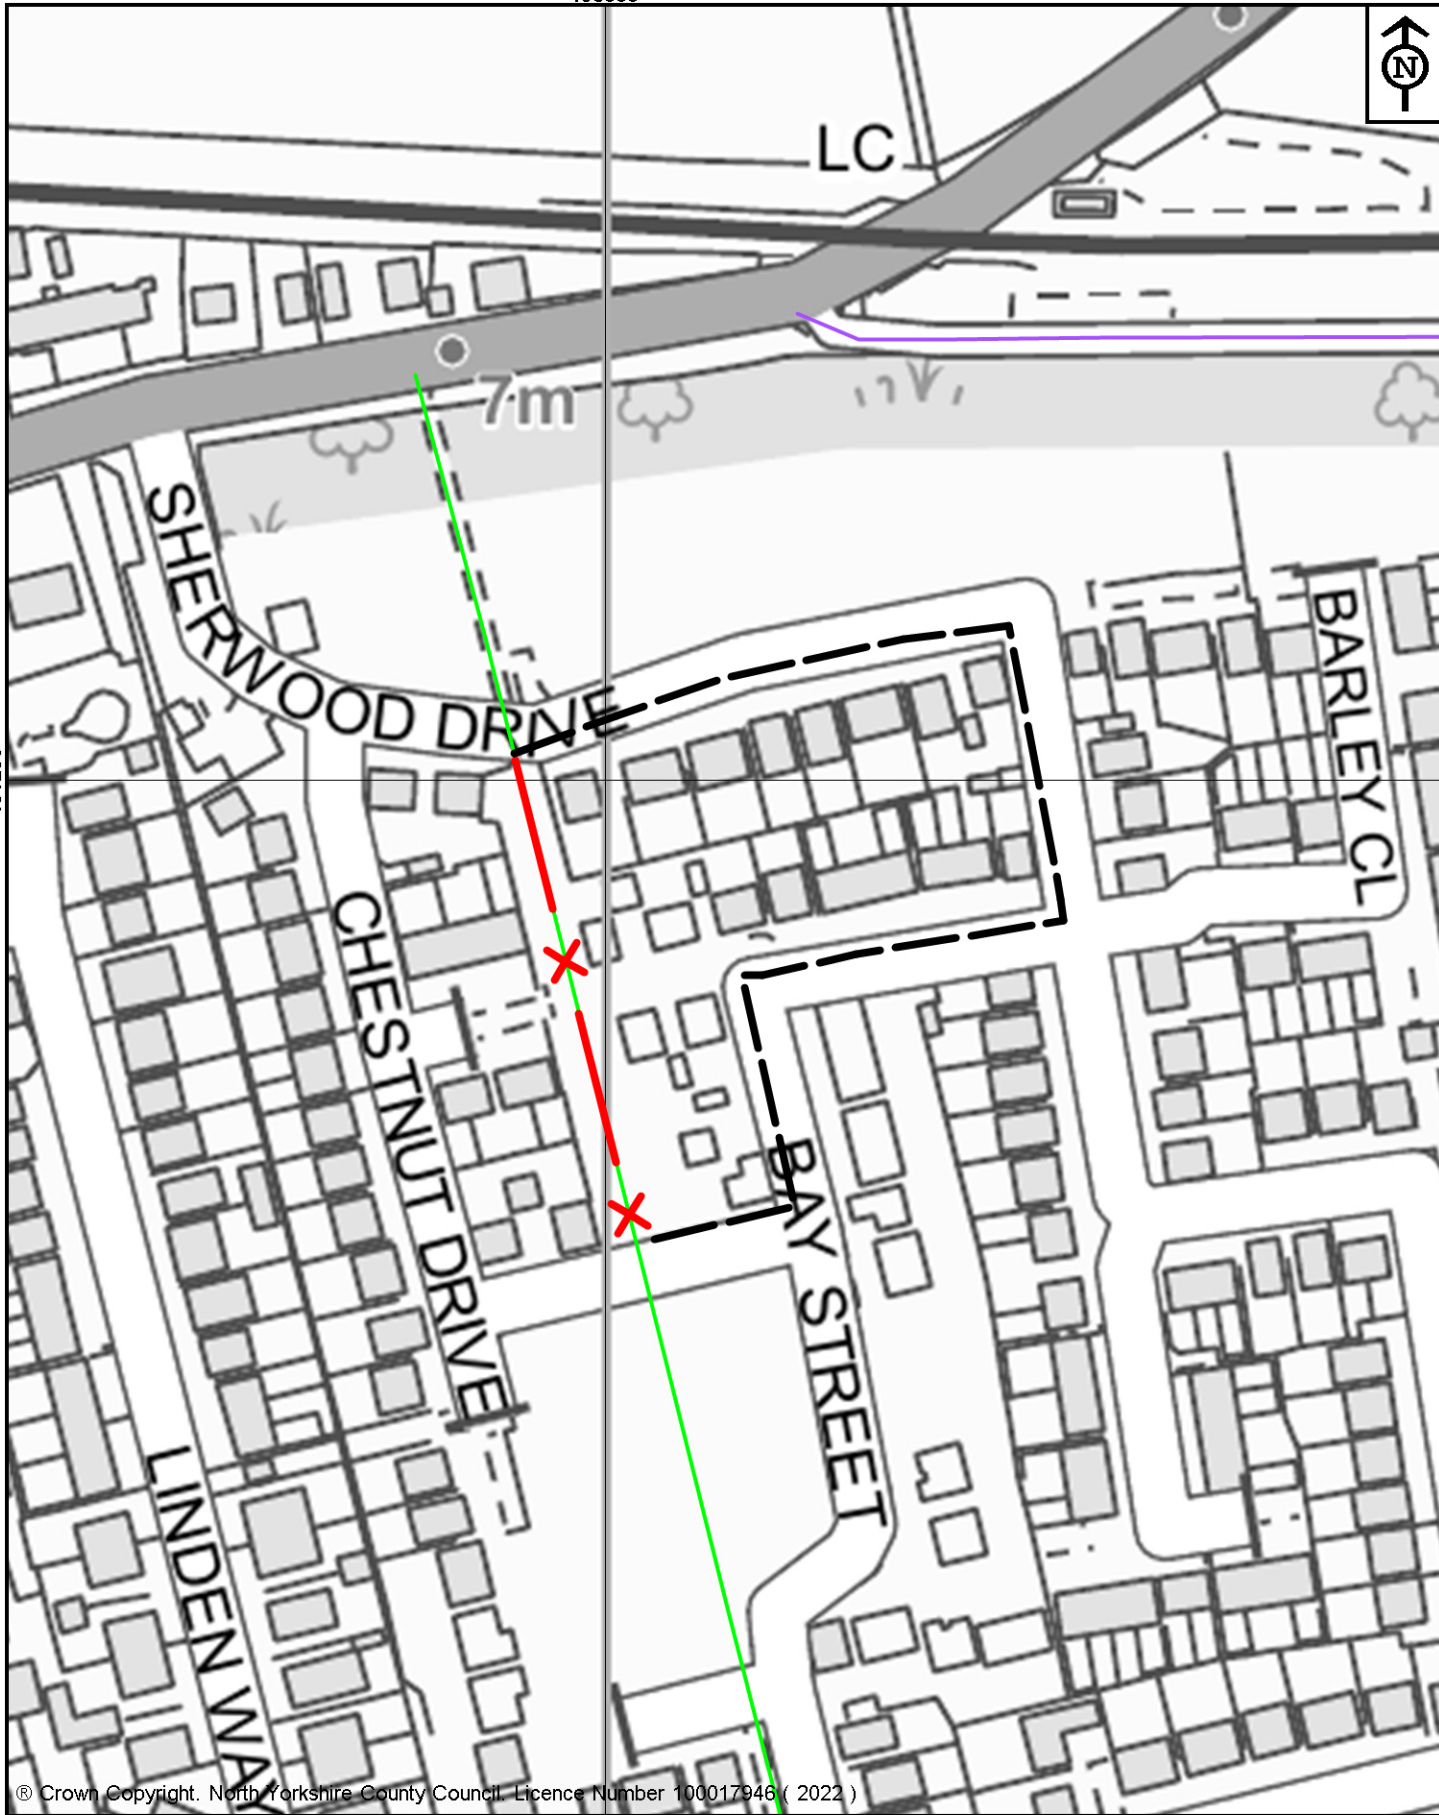 N
LC
7m
SHERWOOD DRIVE
BARLEY CL
CHESTNUT DRIVE
BAY STREET
LINDEN WAY
® Crown Copyright. North Yorkshire County Council. Licence Number 100017946 ( 2022 )